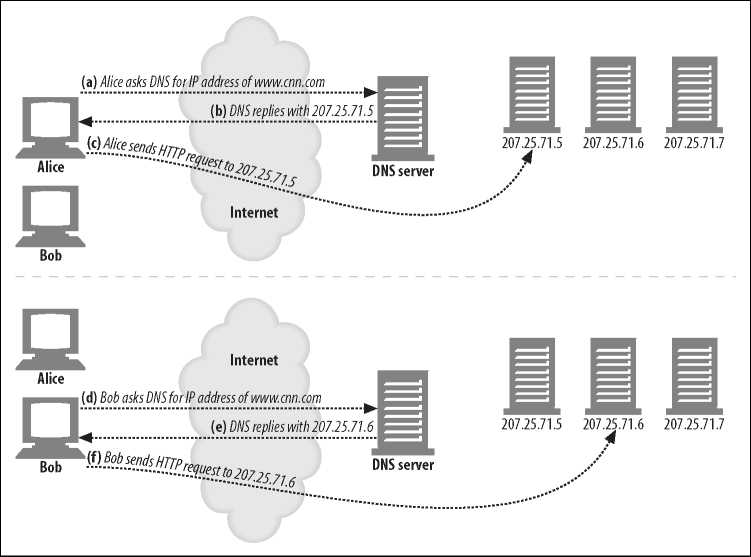 (a) Alice asks DNS for IP address of www.cnn.com
(b) DNS replies with 207.25.71.5
(c) Alice sends HTTP request to 207.25.71.5
Alice
DNS server
207.25.71.5
207.25.71.6
207.25.71.7
Internet
Bob
Internet
Alice
(d) Bob asks DNS for IP address of www.cnn.com
(e) DNS replies with 207.25.71.6
(f) Bob sends HTTP request to 207.25.71.6
Bob
DNS server
207.25.71.5
207.25.71.6
207.25.71.7